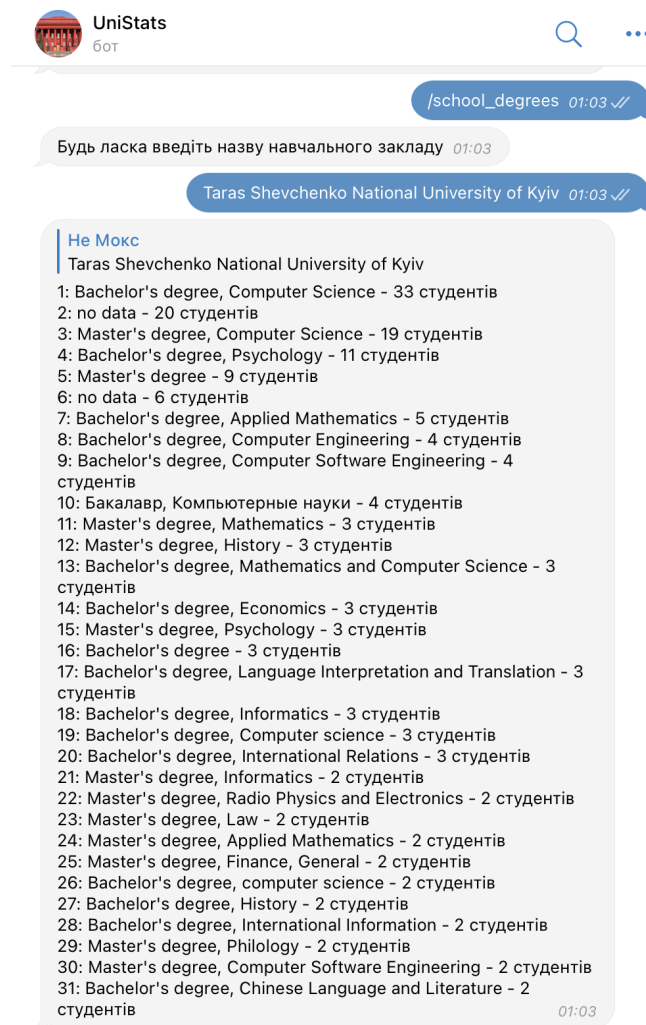 UniStats
бот
/school_degrees 01:03
Будь ласка введіть назву навчального закладу 01:03
Taras Shevchenko National University of Kyiv 01:03
Не Мокс
Taras Shevchenko National University of Kyiv
1: Bachelor's degree, Computer Science - 33 студентів
2: no data - 20 студентів
3: Master's degree, Computer Science - 19 студентів
4: Bachelor's degree, Psychology - 11 студентів
5: Master's degree - 9 студентів
6: no data - 6 студентів
7: Bachelor's degree, Applied Mathematics - 5 студентів
8: Bachelor's degree, Computer Engineering - 4 студентів
9: Bachelor's degree, Computer Software Engineering - 4
студентів
10: Бакалавр, Компьютерные науки - 4 студентів
11: Master's degree, Mathematics - 3 студентів
12: Master's degree, History - 3 студентів
13: Bachelor's degree, Mathematics and Computer Science - 3
студентів
14: Bachelor's degree, Economics - 3 студентів
15: Master's degree, Psychology - 3 студентів
16: Bachelor's degree - 3 студентів
17: Bachelor's degree, Language Interpretation and Translation - 3
студентів
18: Bachelor's degree, Informatics - 3 студентів
19: Bachelor's degree, Computer science - 3 студентів
20: Bachelor's degree, International Relations - 3 студентів
21: Master's degree, Informatics - 2 студентів
22: Master's degree, Radio Physics and Electronics - 2 студентів
23: Master's degree, Law - 2 студентів
24: Master's degree, Applied Mathematics - 2 студентів
25: Master's degree, Finance, General - 2 студентів
26: Bachelor's degree, computer science - 2 студентів
27: Bachelor's degree, History - 2 студентів
28: Bachelor's degree, International Information - 2 студентів
29: Master's degree, Philology - 2 студентів
30: Master's degree, Computer Software Engineering - 2 студентів
31: Bachelor's degree, Chinese Language and Literature - 2
студентів 01:03